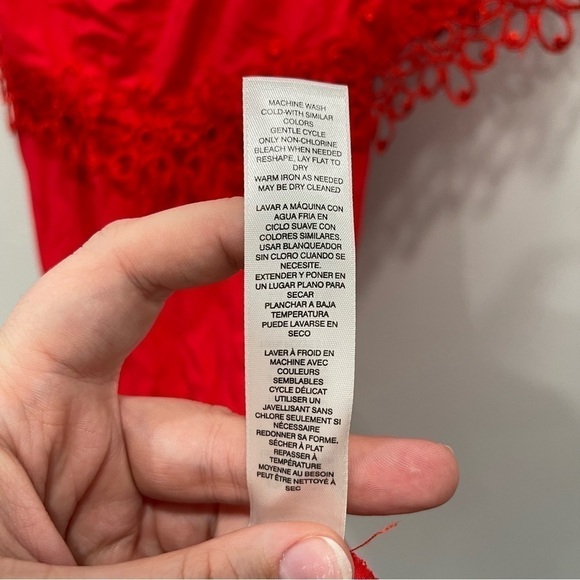 MACHINE WASH
COLD-WITH SIMILAR
COLORS
GENTLE CYCLE
ONLY NON-CHLORINE
BLEACH WHEN NEEDED
RESHAPE, LAY FLAT TO
DRY
WARM IRON AS NEEDED
MAY BE DRY CLEANED
LAVAR A MÁQUINA CON
AGUA FRIA EN
CICLO SUAVE CON
COLORES SIMILARES.
USAR BLANQUEADOR
SIN CLORO CUANDO SE
NECESITE.
EXTENDER Y PONER EN
UN LUGAR PLANO PARA
SECAR
PLANCHAR A BAJA
TEMPERATURA
PUEDE LAVARSE EN
SECO
LAVER À FROID EN
MACHINE AVEC
COULEURS
SEMBLABLES
CYCLE DÉLICAT
UTILISER UN
JAVELLISANT SANS
CHLORE SEULEMENT SI
NÉCESSAIRE
REDONNER SA FORME,
SÉCHER À PLAT
REPASSER À
TEMPÉRATURE
MOYENNE AU BESOIN
PEUT ÊTRE NETTOYÉ À
SEC